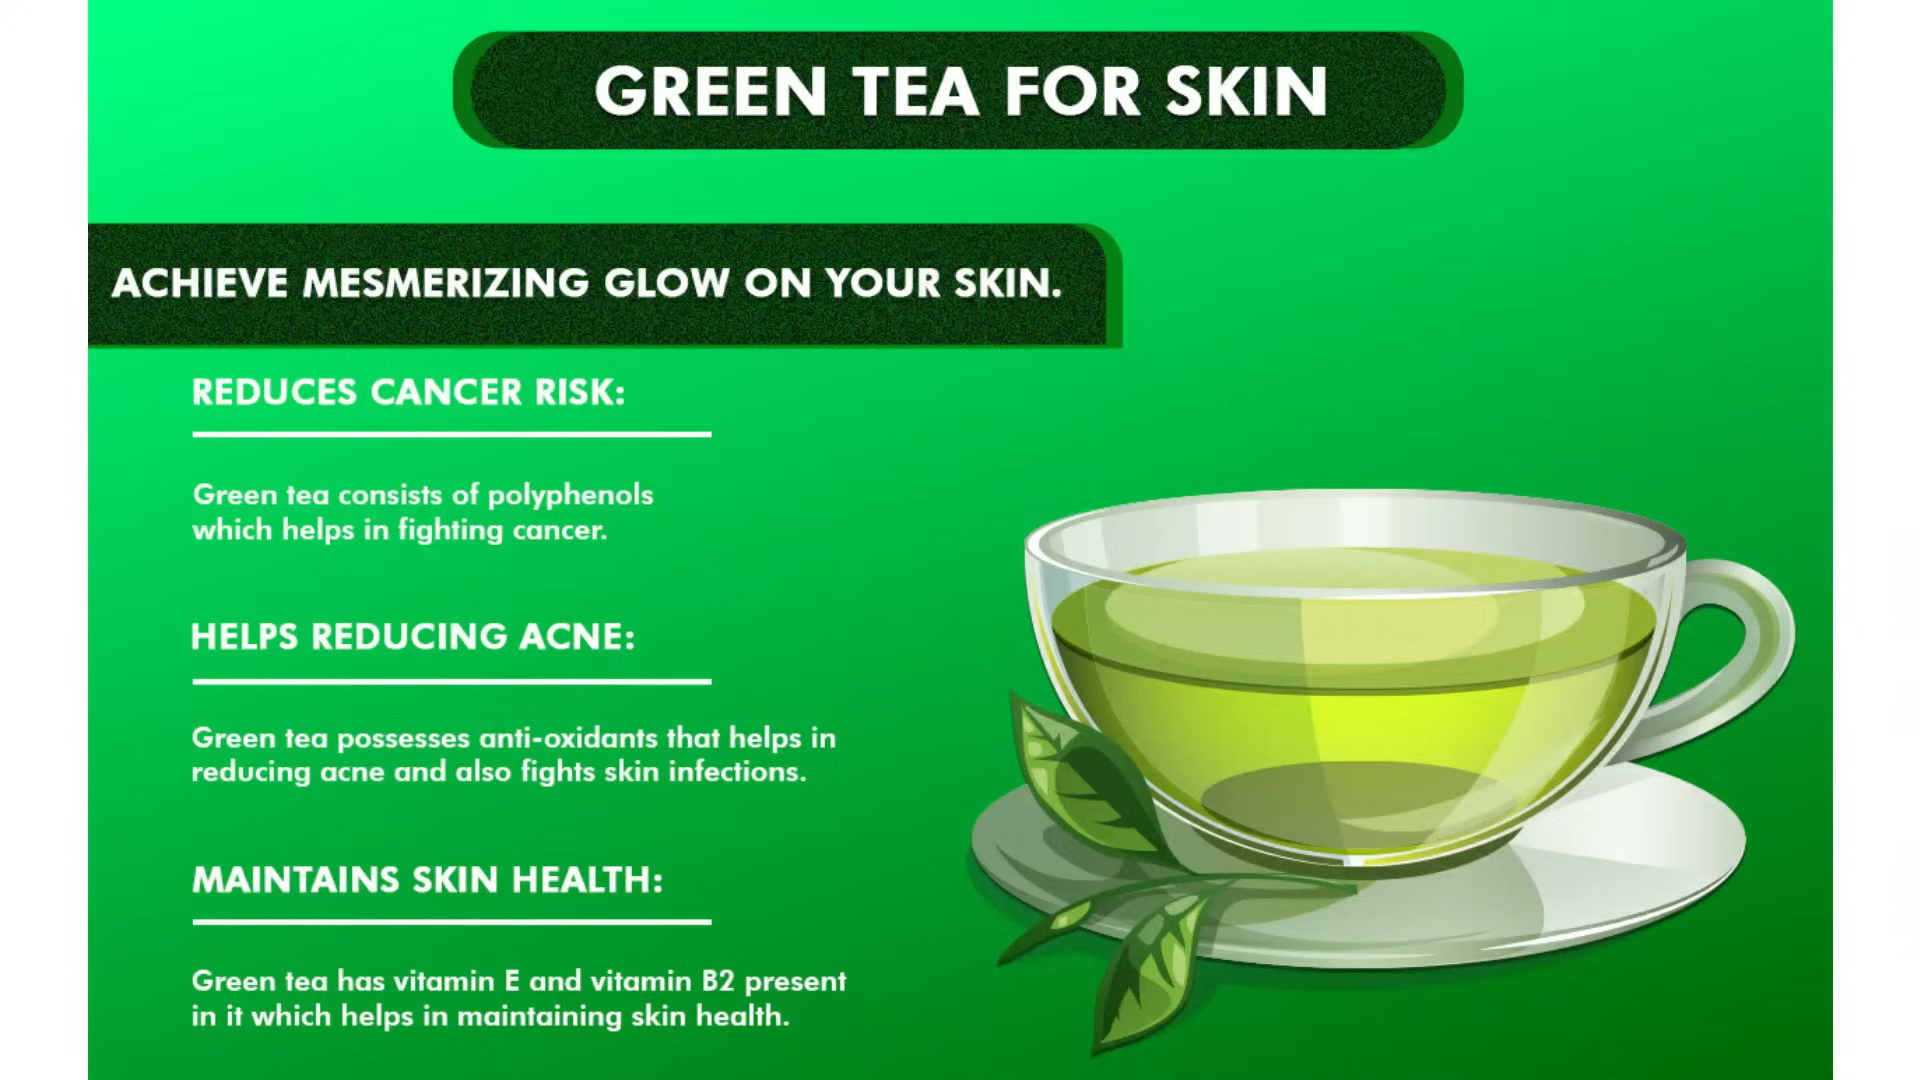 GREEN TEA FOR SKIN
ACHIEVE MESMERIZING GLOW ON YOUR SKIN.
REDUCES CANCER RISK:
Green tea consists of polyphenols
which helps in fighting cancer.
HELPS REDUCING ACNE:
Green tea possesses anti-oxidants that helps in
reducing acne and also fights skin infections.
MAINTAINS SKIN HEALTH:
Green tea has vitamin E and vitamin B2 present
in it which helps in maintaining skin health.